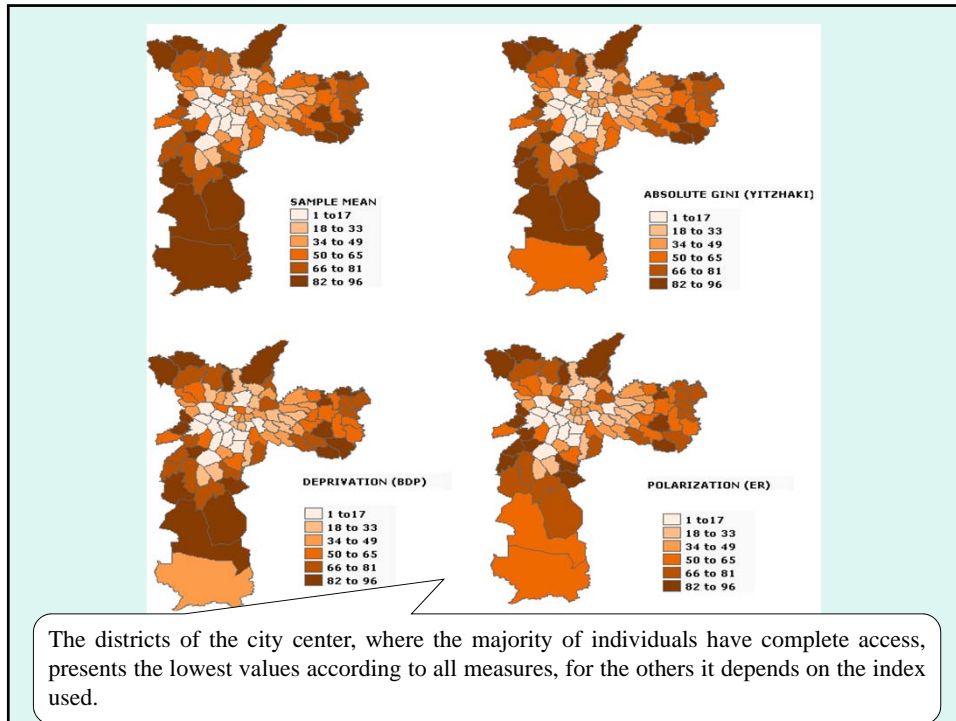 SAMPLE MEAN
1 to17
18 to 33
34 to 49
50 to 65
66 to 81
82 to 96
ABSOLUTE GINI (YITZHAKI)
1 to17
18 to 33
34 to 49
50 to 65
66 to 81
82 to 96
DEPRIVATION (BDP)
1 to17
18 to 33
34 to 49
50 to 65
66 to 81
82 to 96
POLARIZATION (ER)
1 to17
18 to 33
34 to 49
50 to 65
66 to 81
82 to 96
The districts of the city center, where the majority of individuals have complete access,
presents the lowest values according to all measures, for the others it depends on the index
used.